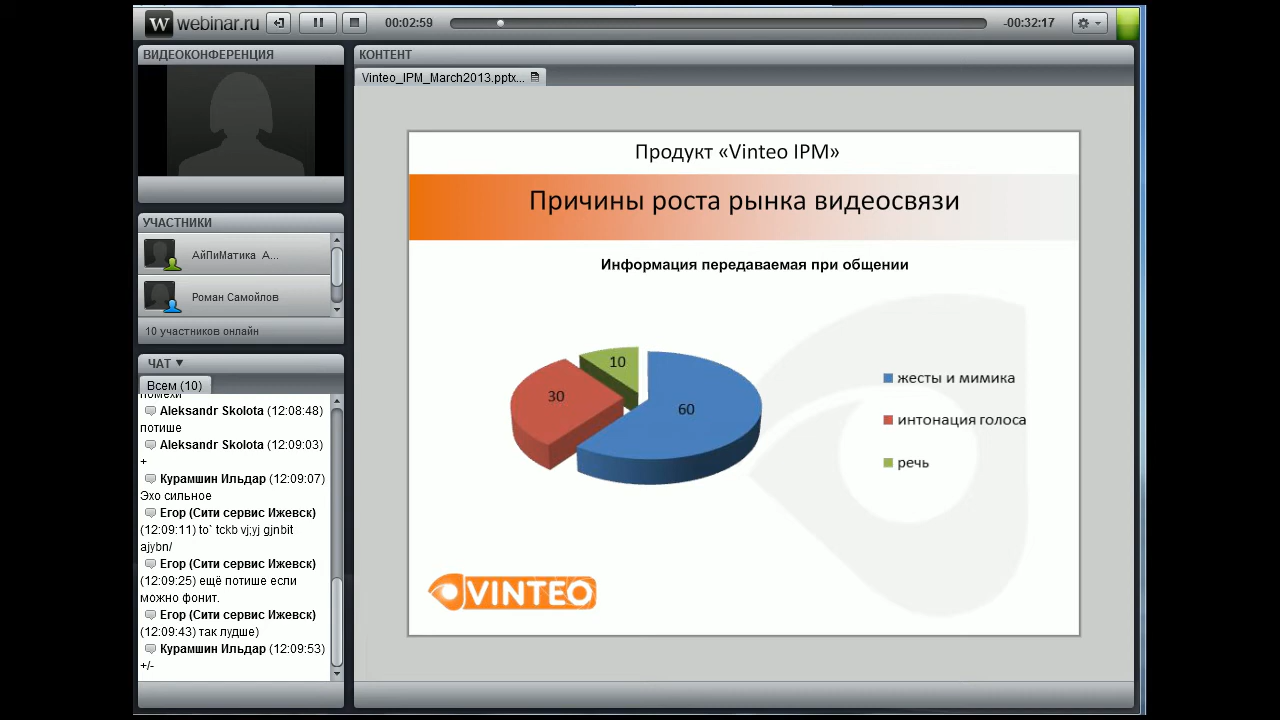 webinar.ru
00:02:59
-00:32:17
ВИДЕОКОНФЕРЕНЦИЯ
УЧАСТНИКИ
АйПиМатика А...
Роман Самойлов
10 участников онлайн
ЧАТ
Всем (10)
помехи
Aleksandr Skolota (12:08:48)
потише
Aleksandr Skolota (12:09:03)
+
Курамшин Ильдар (12:09:07)
Эхо сильное
Егор (Сити сервис Ижевск)
(12:09:11) to` tckb vj;yj gjnbit
ajybn/
Егор (Сити сервис Ижевск)
(12:09:25) ещё потише если
можно фонит.
Егор (Сити сервис Ижевск)
(12:09:43) так лудше)
Курамшин Ильдар (12:09:53)
+/-
КОНТЕНТ
Vinteo_IPM_March2013.pptx...
Продукт «Vinteo IPM»
Причины роста рынка видеосвязи
Информация передаваемая при общении
10
30
60
жесты и мимика
интонация голоса
речь
VINTEO